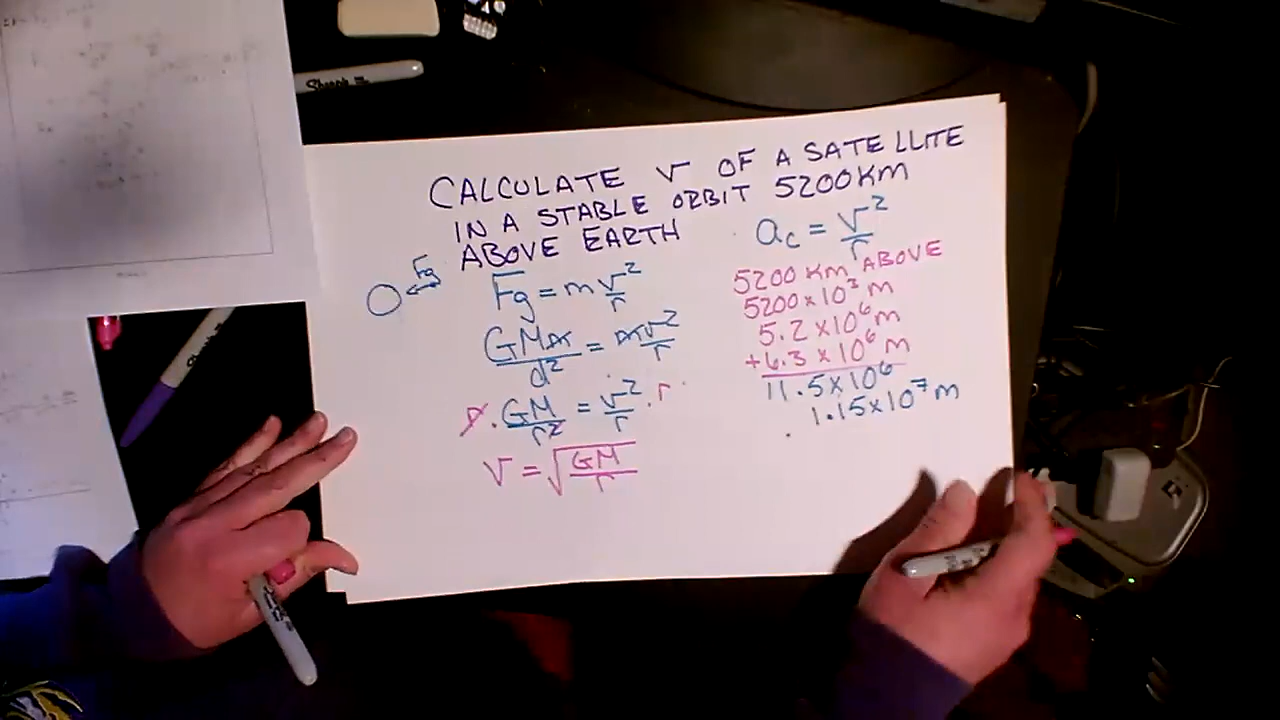 CALCULATE v OF A SATELLITE
IN A STABLE ORBIT 5200 Km
ABOVE EARTH
Fg
Fg = m v²/r
GMm/d² = mv²/r
r · GM/r² = v²/r · r
v = √(GM/r)
ac = v²/r
5200 Km ABOVE
5200 x 10³ m
5.2 x 10⁶ m
+6.3 x 10⁶ m
11.5 x 10⁶
1.15 x 10⁷ m
Sharpie